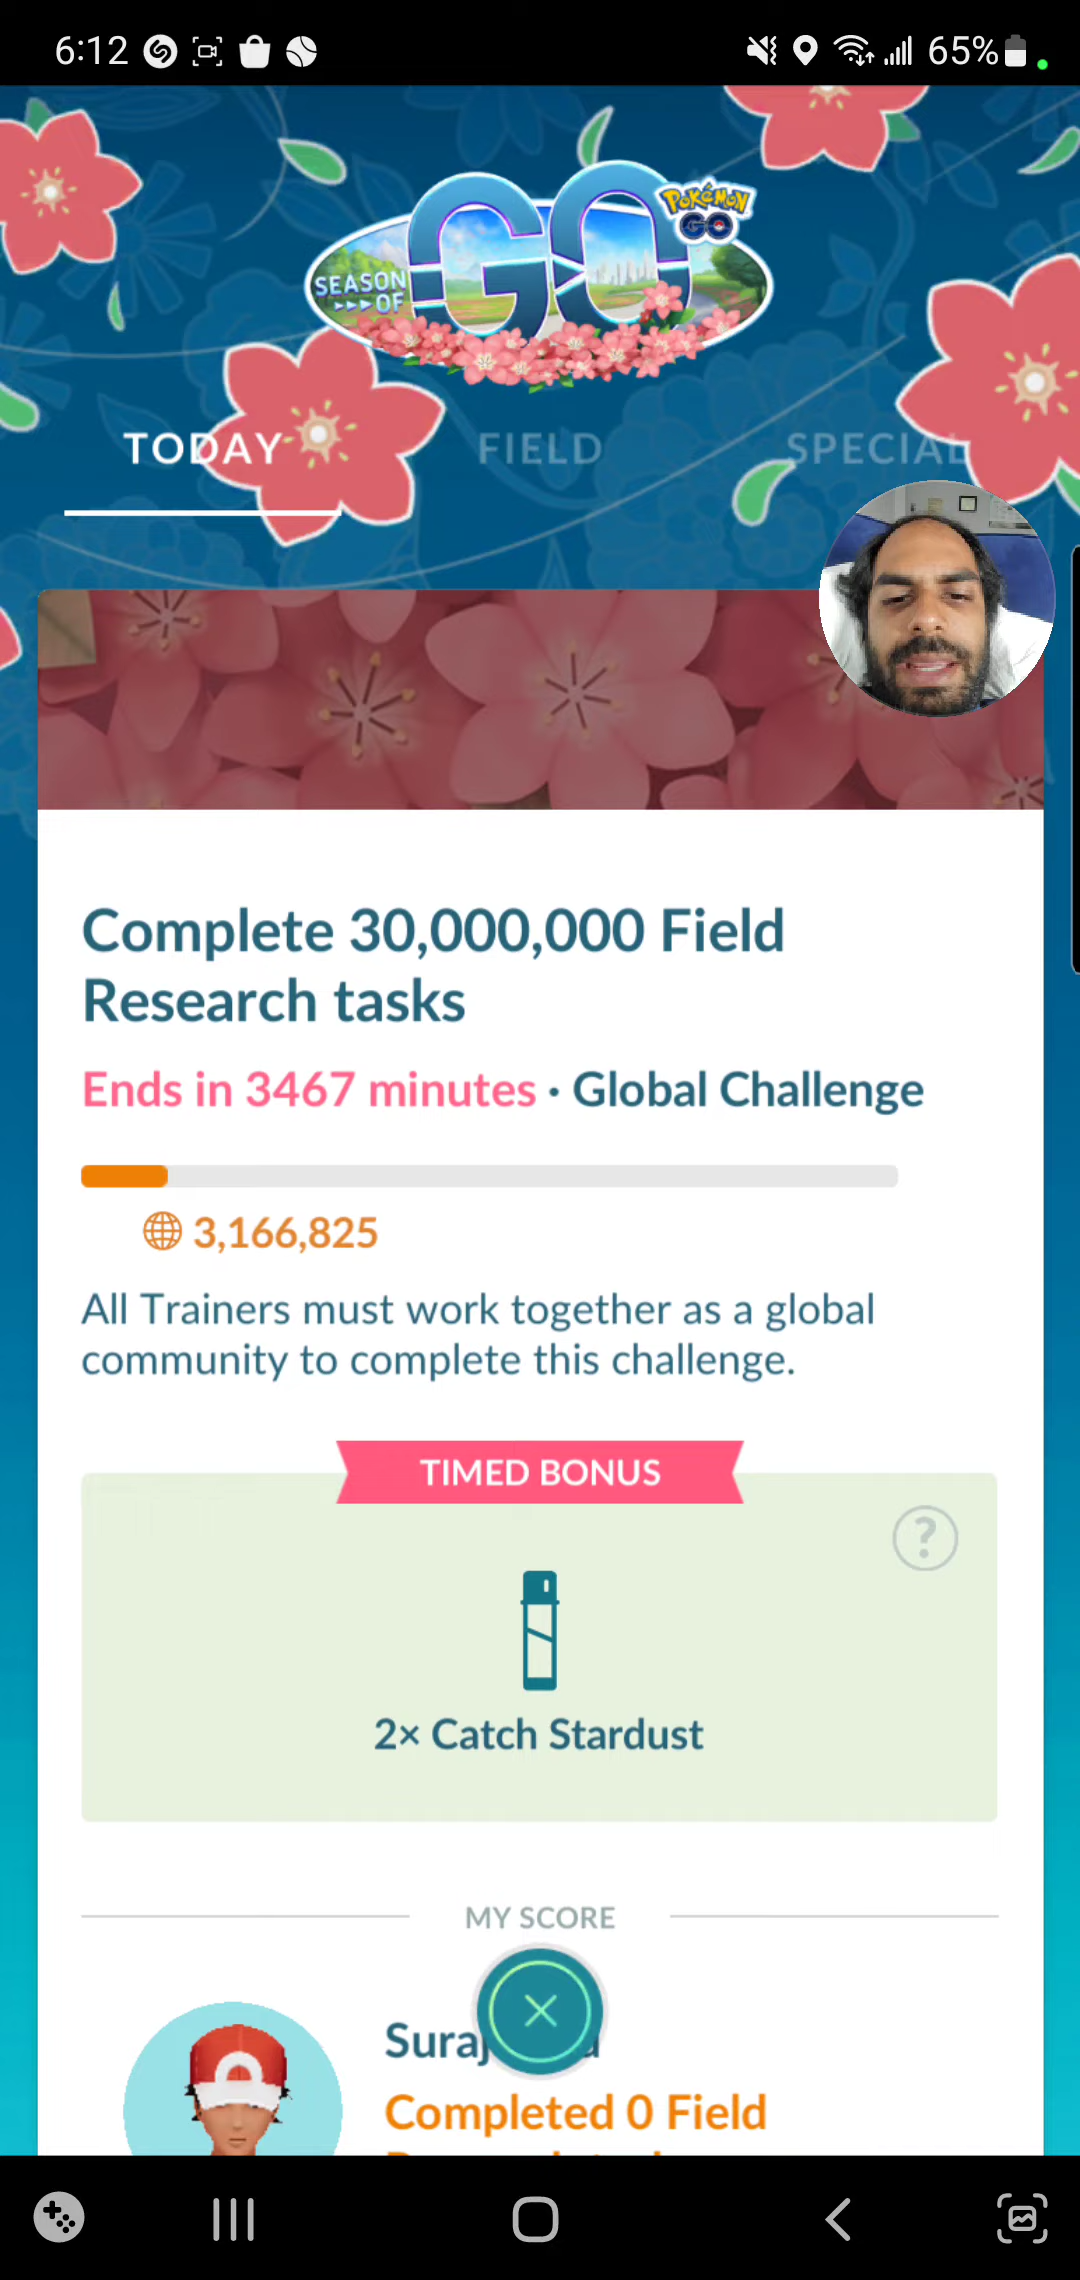 6:12
65%
POKÉMON
GO
SEASON
OF
GO
TODAY
FIELD
SPECIAL
Complete 30,000,000 Field
Research tasks
Ends in 3467 minutes · Global Challenge
3,166,825
All Trainers must work together as a global
community to complete this challenge.
TIMED BONUS
?
2× Catch Stardust
MY SCORE
Completed 0 Field